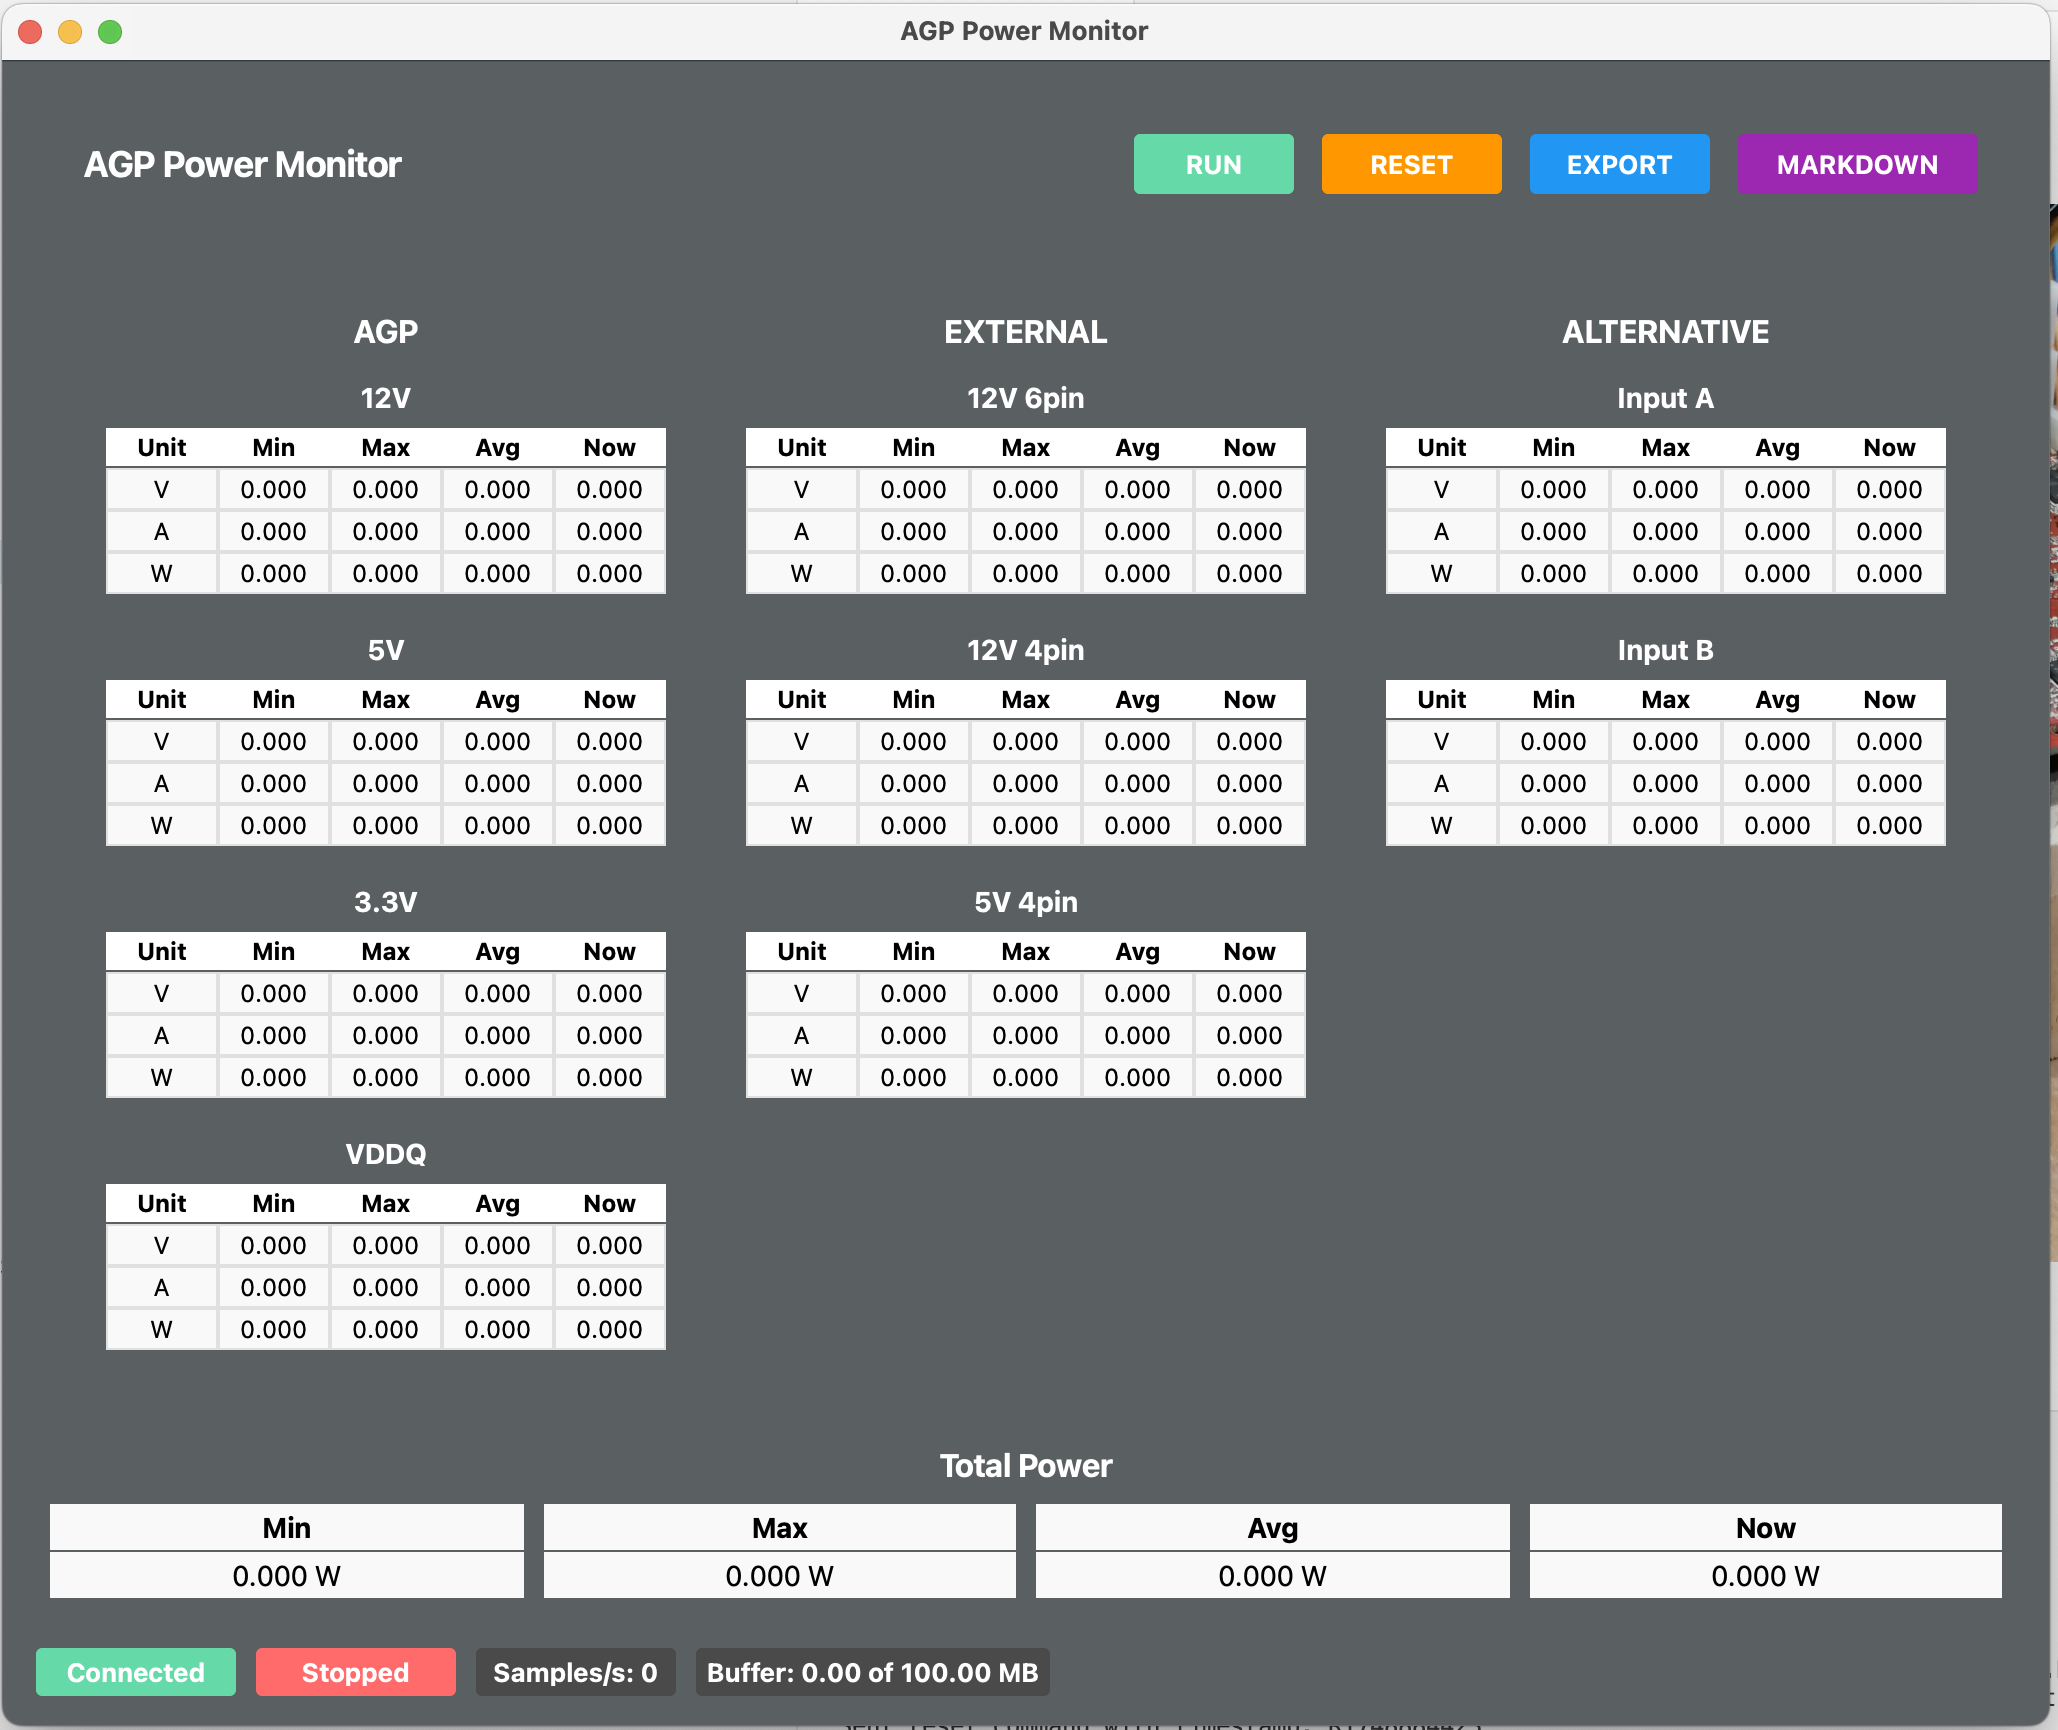 AGP Power Monitor
AGP Power Monitor
RUN RESET EXPORT MARKDOWN
AGP
12V
Unit Min Max Avg Now
V 0.000 0.000 0.000 0.000
A 0.000 0.000 0.000 0.000
W 0.000 0.000 0.000 0.000
5V
Unit Min Max Avg Now
V 0.000 0.000 0.000 0.000
A 0.000 0.000 0.000 0.000
W 0.000 0.000 0.000 0.000
3.3V
Unit Min Max Avg Now
V 0.000 0.000 0.000 0.000
A 0.000 0.000 0.000 0.000
W 0.000 0.000 0.000 0.000
VDDQ
Unit Min Max Avg Now
V 0.000 0.000 0.000 0.000
A 0.000 0.000 0.000 0.000
W 0.000 0.000 0.000 0.000
EXTERNAL
12V 6pin
Unit Min Max Avg Now
V 0.000 0.000 0.000 0.000
A 0.000 0.000 0.000 0.000
W 0.000 0.000 0.000 0.000
12V 4pin
Unit Min Max Avg Now
V 0.000 0.000 0.000 0.000
A 0.000 0.000 0.000 0.000
W 0.000 0.000 0.000 0.000
5V 4pin
Unit Min Max Avg Now
V 0.000 0.000 0.000 0.000
A 0.000 0.000 0.000 0.000
W 0.000 0.000 0.000 0.000
ALTERNATIVE
Input A
Unit Min Max Avg Now
V 0.000 0.000 0.000 0.000
A 0.000 0.000 0.000 0.000
W 0.000 0.000 0.000 0.000
Input B
Unit Min Max Avg Now
V 0.000 0.000 0.000 0.000
A 0.000 0.000 0.000 0.000
W 0.000 0.000 0.000 0.000
Total Power
Min Max Avg Now
0.000 W 0.000 W 0.000 W 0.000 W
Connected Stopped Samples/s: 0 Buffer: 0.00 of 100.00 MB